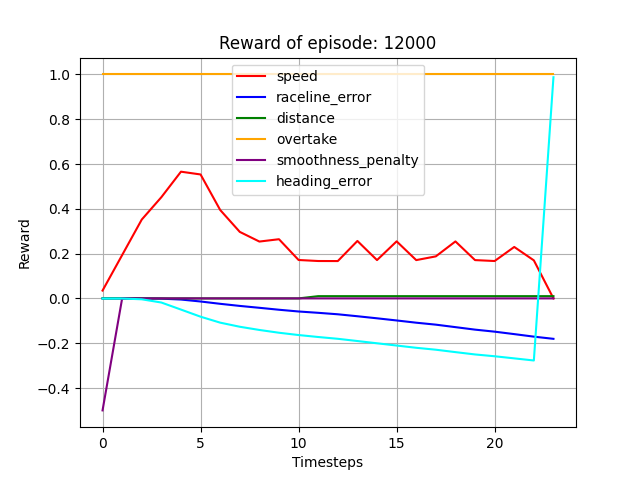 Reward of episode: 12000
1.0
0.8
0.6
0.4
0.2
0.0
−0.2
−0.4
Reward
speed
raceline_error
distance
overtake
smoothness_penalty
heading_error
0
5
10
15
20
Timesteps